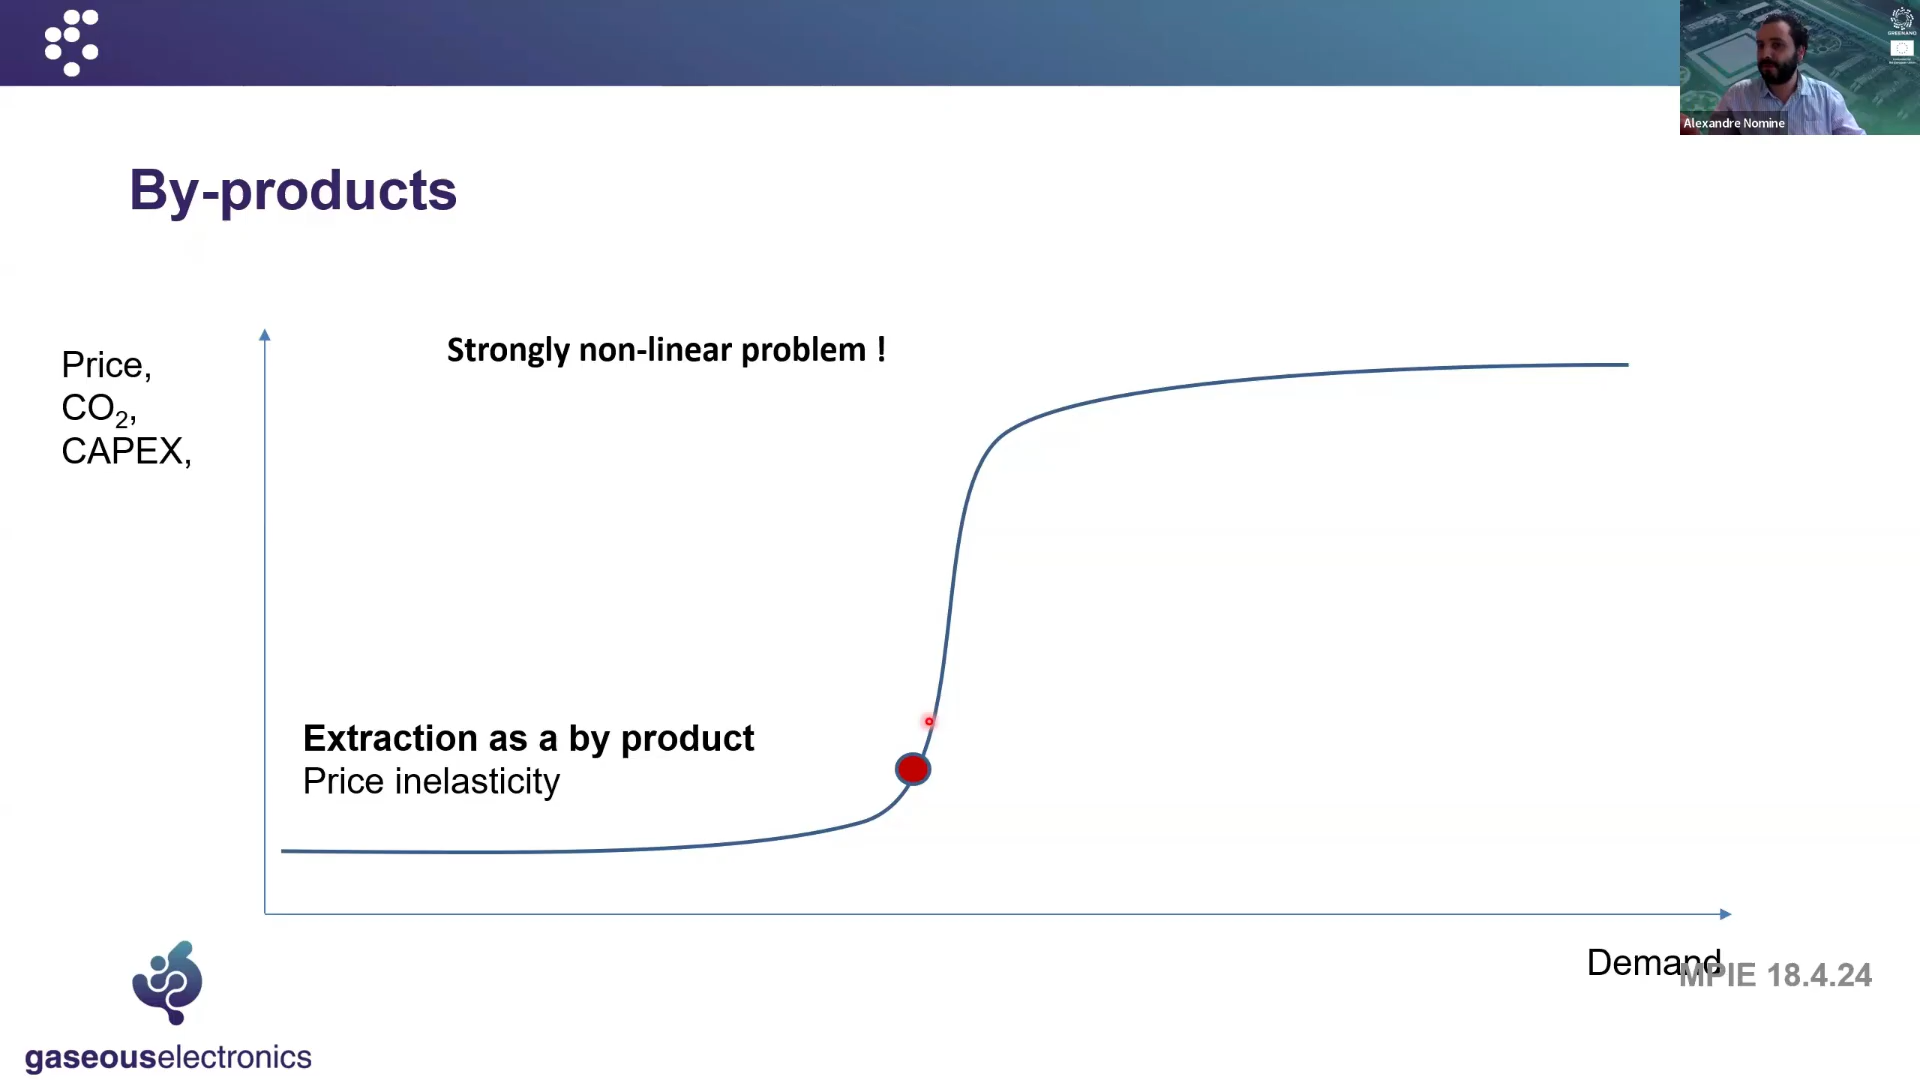 Alexandre Nomine
By-products
Strongly non-linear problem !
Price,
CO₂,
CAPEX,
Extraction as a by product
Price inelasticity
Demand
MPIE 18.4.24
gaseouselectronics